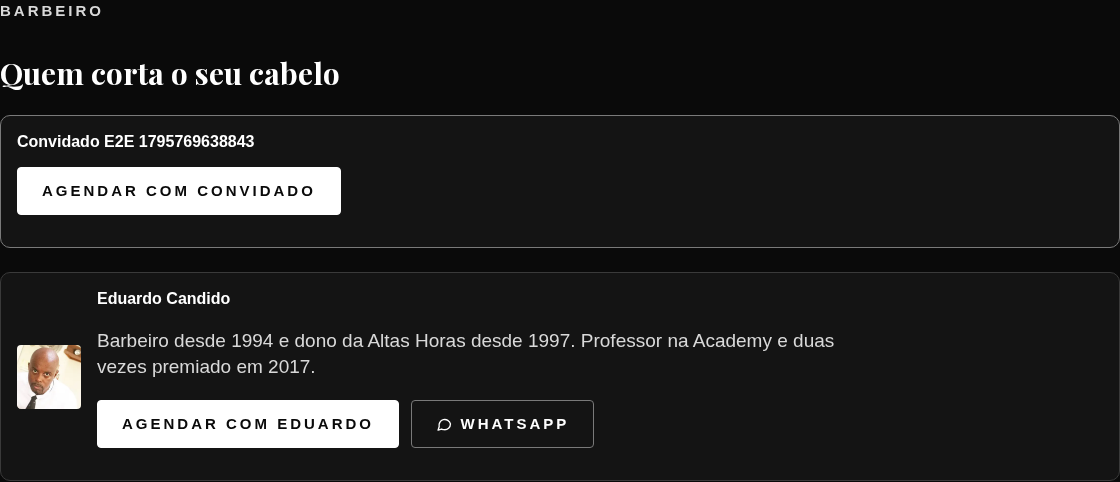 BARBEIRO
Quem corta o seu cabelo
Convidado E2E 1795769638843
AGENDAR COM CONVIDADO
Eduardo Candido
Barbeiro desde 1994 e dono da Altas Horas desde 1997. Professor na Academy e duas
vezes premiado em 2017.
AGENDAR COM EDUARDO
WHATSAPP